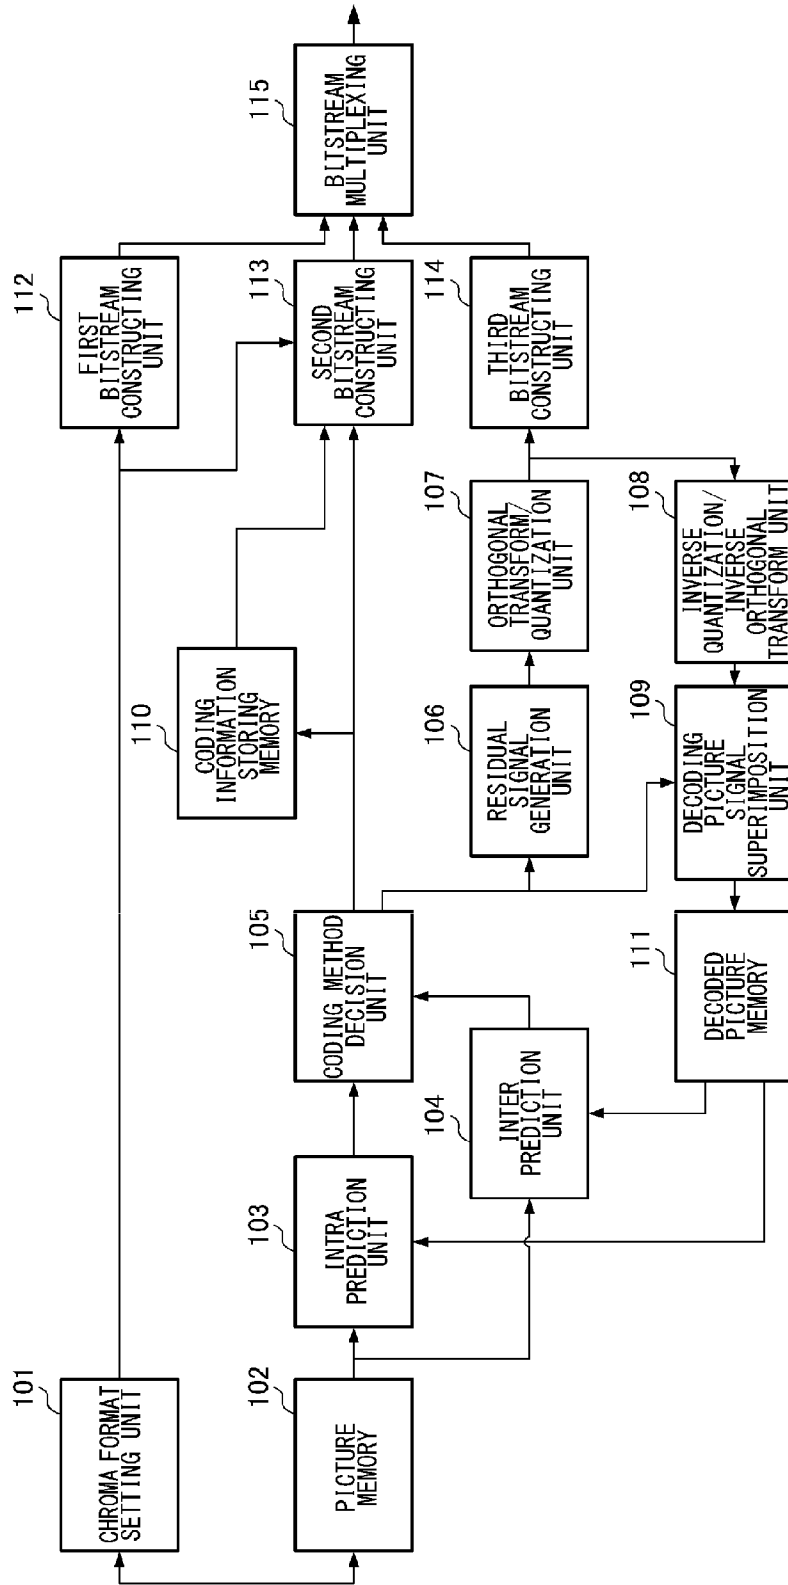 101
CHROMA FORMAT
SETTING UNIT
112
FIRST
BITSTREAM
CONSTRUCTING
UNIT
110
CODING
INFORMATION
STORING
MEMORY
102
PICTURE
MEMORY
103
INTRA
PREDICTION
UNIT
105
CODING METHOD
DECISION
UNIT
113
SECOND
BITSTREAM
CONSTRUCTING
UNIT
115
BITSTREAM
MULTIPLEXING
UNIT
104
INTER
PREDICTION
UNIT
106
RESIDUAL
SIGNAL
GENERATION
UNIT
107
ORTHOGONAL
TRANSFORM/
QUANTIZATION
UNIT
114
THIRD
BITSTREAM
CONSTRUCTING
UNIT
111
DECODED
PICTURE
MEMORY
109
DECODING
PICTURE
SIGNAL
SUPERIMPOSITION
UNIT
108
INVERSE
QUANTIZATION/
INVERSE
ORTHOGONAL
TRANSFORM UNIT